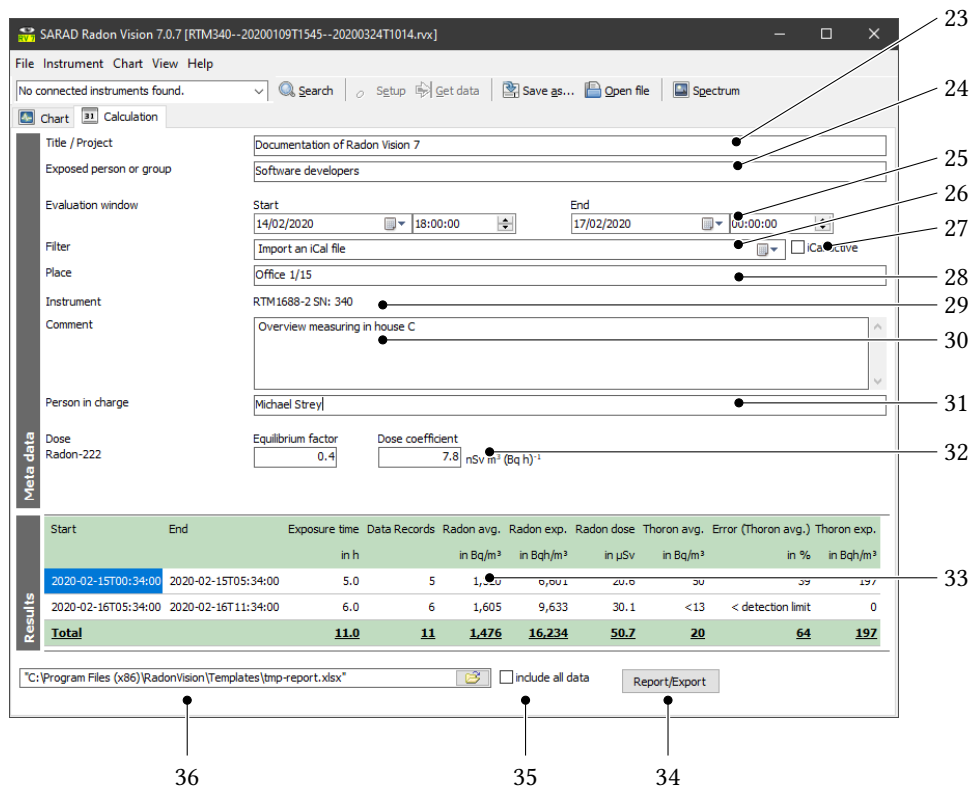 23
SARAD Radon Vision 7.0.7 [RTM340--20200109T1545--20200324T1014.rvx]
File Instrument Chart View Help
No connected instruments found. Search Setup Get data Save as... Open file Spectrum
24
Chart 31 Calculation
Title / Project Documentation of Radon Vision 7
Exposed person or group Software developers
25
Evaluation window Start End
26
14/02/2020 18:00:00 17/02/2020 00:00:00
27
Filter Import an iCal file
Place Office 1/15
28
Instrument RTM1688-2 SN: 340
29
Comment Overview measuring in house C
30
Person in charge Michael Strey
31
Meta data
Dose Equilibrium factor Dose coefficient
Radon-222 0.4 7.8 nSv m³ (Bq h)⁻¹
32
Start End Exposure time Data Records Radon avg. Radon exp. Radon dose Thoron avg. Error (Thoron avg.) Thoron exp.
in h in Bq/m³ in Bqh/m³ in µSv in Bq/m³ in % in Bqh/m³
2020-02-15T00:34:00 2020-02-15T05:34:00 5.0 5 6,601 20.6 50 39 197
33
Results
2020-02-16T05:34:00 2020-02-16T11:34:00 6.0 6 1,605 9,633 30.1 <13 < detection limit 0
Total 11.0 11 1,476 16,234 50.7 20 64 197
"C:\Program Files (x86)\RadonVision\Templates\tmp-report.xlsx" include all data Report/Export
36 35 34